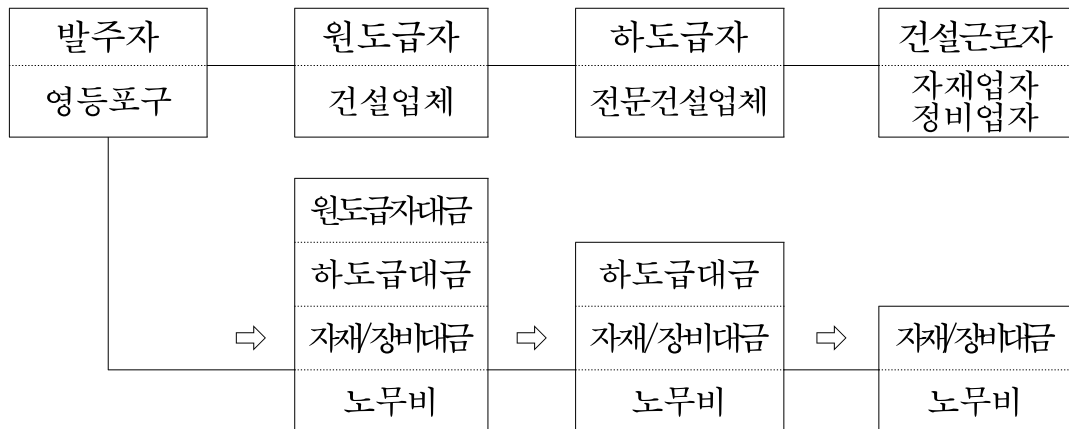 발주자
영등포구
원도급자
건설업체
하도급자
전문건설업체
건설근로자
자재업자
정비업자
원도급자대금
하도급대금
자재/장비대금
노무비
하도급대금
자재/장비대금
노무비
자재/장비대금
노무비